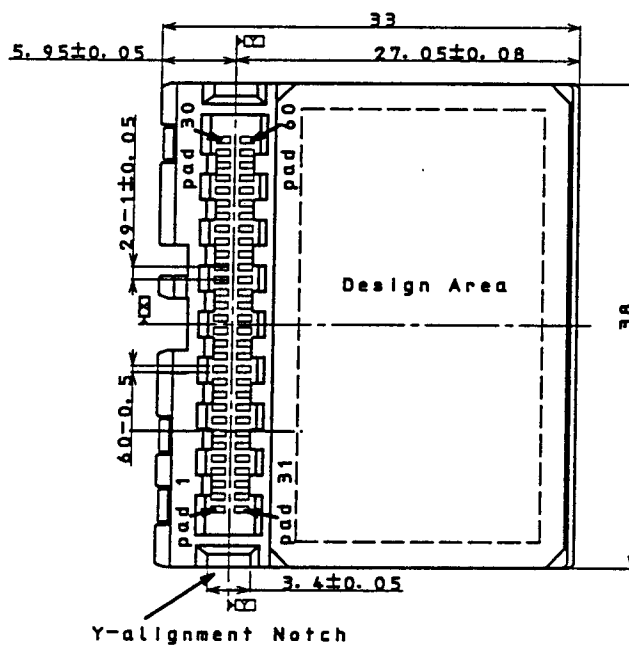 33
Y
5.95±0.05
27.05±0.08
pad 30
pad 60
29-1±0.05
Design Area
X
38
60-0.5
pad 1
pad 31
3.4±0.05
Y
Y-alignment Notch